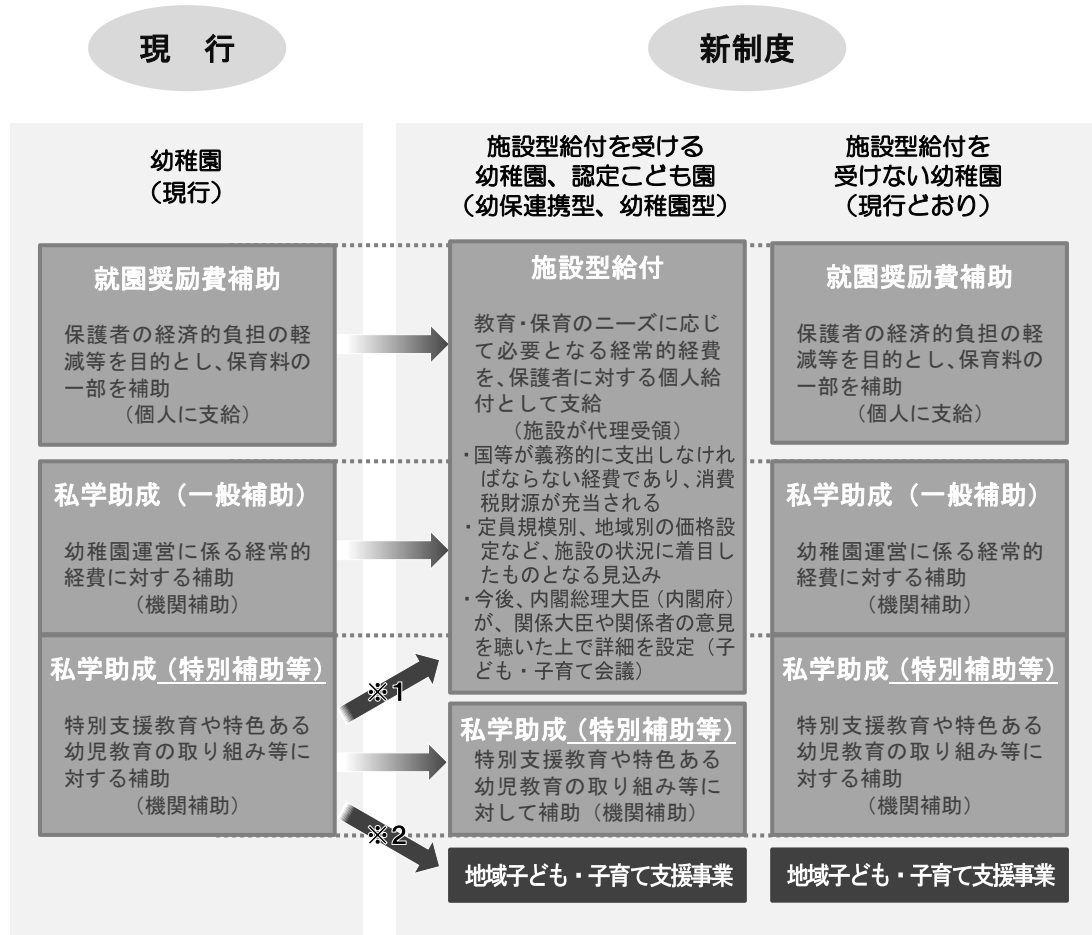 現　行
新制度
幼稚園
（現行）
施設型給付を受ける
幼稚園、認定こども園
（幼保連携型、幼稚園型）
施設型給付を
受けない幼稚園
（現行どおり）
就園奨励費補助
保護者の経済的負担の軽
減等を目的とし、保育料の
一部を補助
（個人に支給）
私学助成（一般補助）
幼稚園運営に係る経常的
経費に対する補助
（機関補助）
私学助成（特別補助等）
特別支援教育や特色ある
幼児教育の取り組み等に
対する補助
（機関補助）
※1
※2
施設型給付
教育・保育のニーズに応じ
て必要となる経常的経費
を、保護者に対する個人給
付として支給
（施設が代理受領）
・国等が義務的に支出しなけれ
ばならない経費であり、消費
税財源が充当される
・定員規模別、地域別の価格設
定など、施設の状況に着目し
たものとなる見込み
・今後、内閣総理大臣（内閣府）
が、関係大臣や関係者の意見
を聴いた上で詳細を設定（子
ども・子育て会議）
私学助成（特別補助等）
特別支援教育や特色ある
幼児教育の取り組み等に
対して補助（機関補助）
地域子ども・子育て支援事業
就園奨励費補助
保護者の経済的負担の軽
減等を目的とし、保育料の
一部を補助
（個人に支給）
私学助成（一般補助）
幼稚園運営に係る経常的
経費に対する補助
（機関補助）
私学助成（特別補助等）
特別支援教育や特色ある
幼児教育の取り組み等に
対する補助
（機関補助）
地域子ども・子育て支援事業